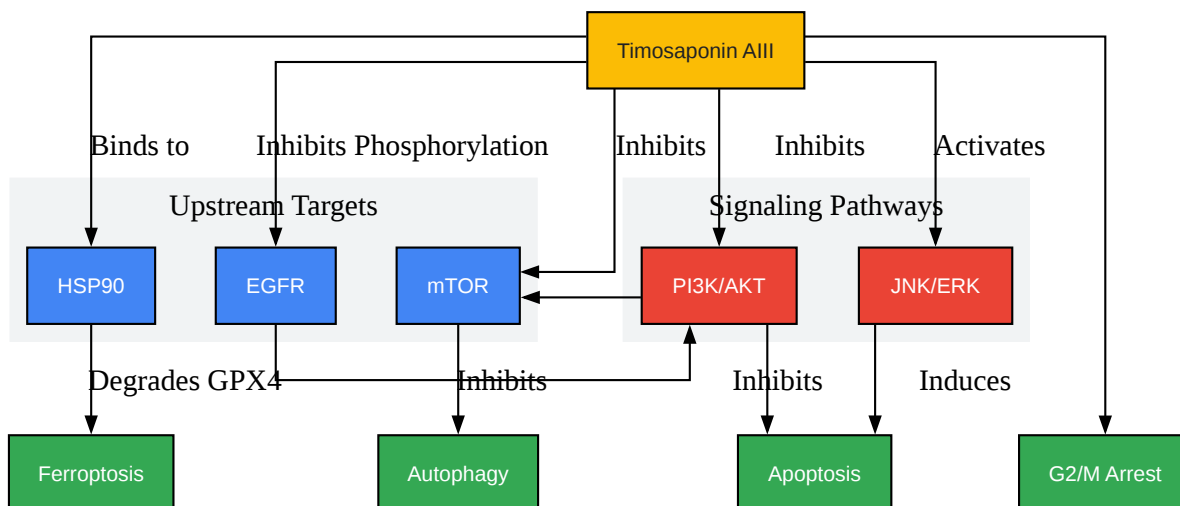 Timosaponin AIII
Binds to
Inhibits Phosphorylation
Inhibits
Inhibits
Activates
Upstream Targets
Signaling Pathways
HSP90
EGFR
mTOR
PI3K/AKT
JNK/ERK
Degrades GPX4
Inhibits
Inhibits
Induces
Ferroptosis
Autophagy
Apoptosis
G2/M Arrest